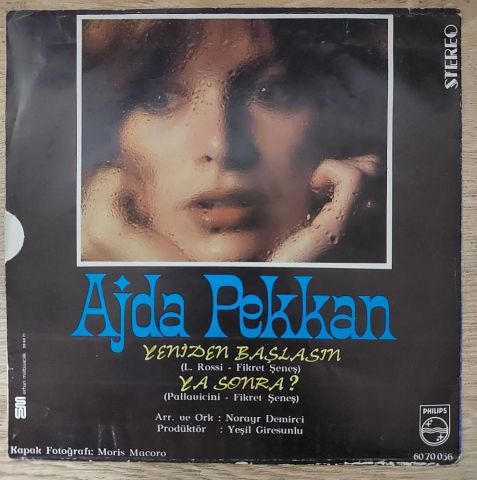 STEREO
Ajda Pekkan
YENİDEN BAŞLASIN
(L. Rossi - Fikret Şeneş)
YA SONRA?
(Pallavicini - Fikret Şeneş)
Arr. ve Ork : Norayr Demirci
Prodüktör : Yeşil Giresunlu
Kapak Fotoğrafı: Moris Macoro
PHILIPS
60 70 056